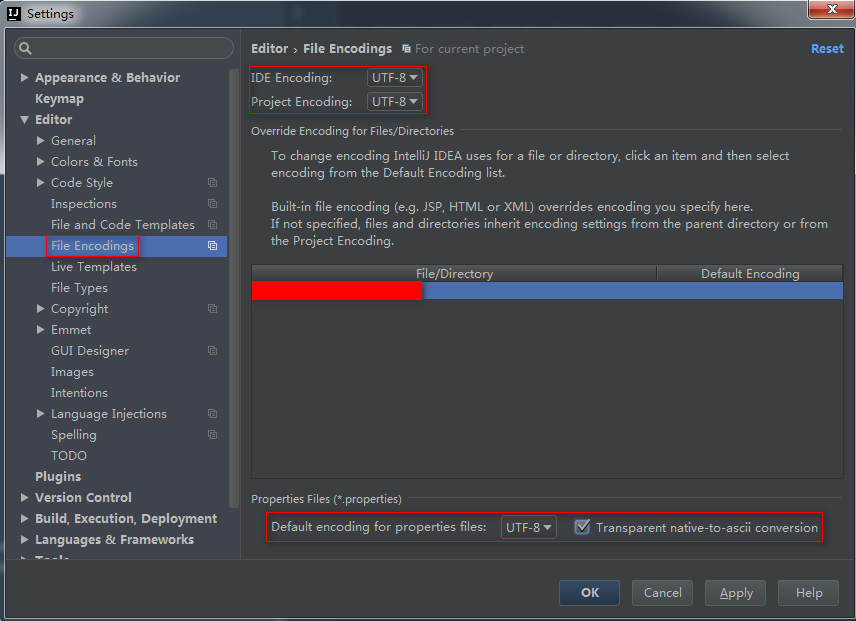 Settings
Appearance & Behavior
Keymap
Editor
General
Colors & Fonts
Code Style
Inspections
File and Code Templates
File Encodings
Live Templates
File Types
Copyright
Emmet
GUI Designer
Images
Intentions
Language Injections
Spelling
TODO
Plugins
Version Control
Build, Execution, Deployment
Languages & Frameworks
Tools
Editor › File Encodings For current project
Reset
IDE Encoding: UTF-8
Project Encoding: UTF-8
Override Encoding for Files/Directories
To change encoding IntelliJ IDEA uses for a file or directory, click an item and then select
encoding from the Default Encoding list.
Built-in file encoding (e.g. JSP, HTML or XML) overrides encoding you specify here.
If not specified, files and directories inherit encoding settings from the parent directory or from
the Project Encoding.
File/Directory Default Encoding
Properties Files (*.properties)
Default encoding for properties files: UTF-8 Transparent native-to-ascii conversion
OK Cancel Apply Help